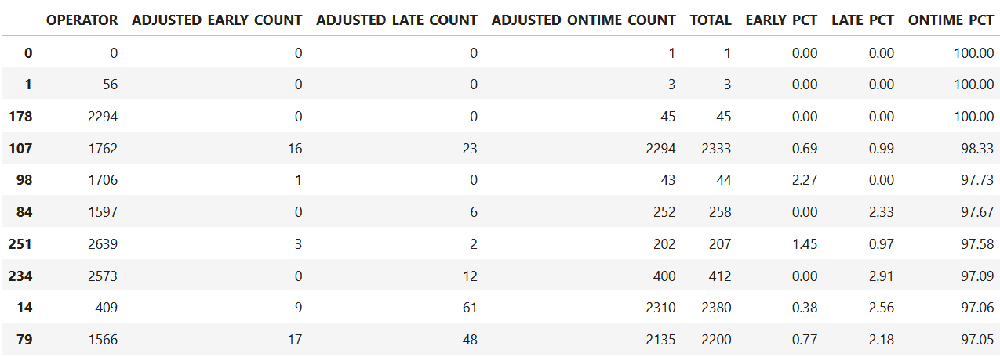 OPERATOR ADJUSTED_EARLY_COUNT ADJUSTED_LATE_COUNT ADJUSTED_ONTIME_COUNT TOTAL EARLY_PCT LATE_PCT ONTIME_PCT
0 0 0 0 1 1 0.00 0.00 100.00
1 56 0 0 3 3 0.00 0.00 100.00
178 2294 0 0 45 45 0.00 0.00 100.00
107 1762 16 23 2294 2333 0.69 0.99 98.33
98 1706 1 0 43 44 2.27 0.00 97.73
84 1597 0 6 252 258 0.00 2.33 97.67
251 2639 3 2 202 207 1.45 0.97 97.58
234 2573 0 12 400 412 0.00 2.91 97.09
14 409 9 61 2310 2380 0.38 2.56 97.06
79 1566 17 48 2135 2200 0.77 2.18 97.05